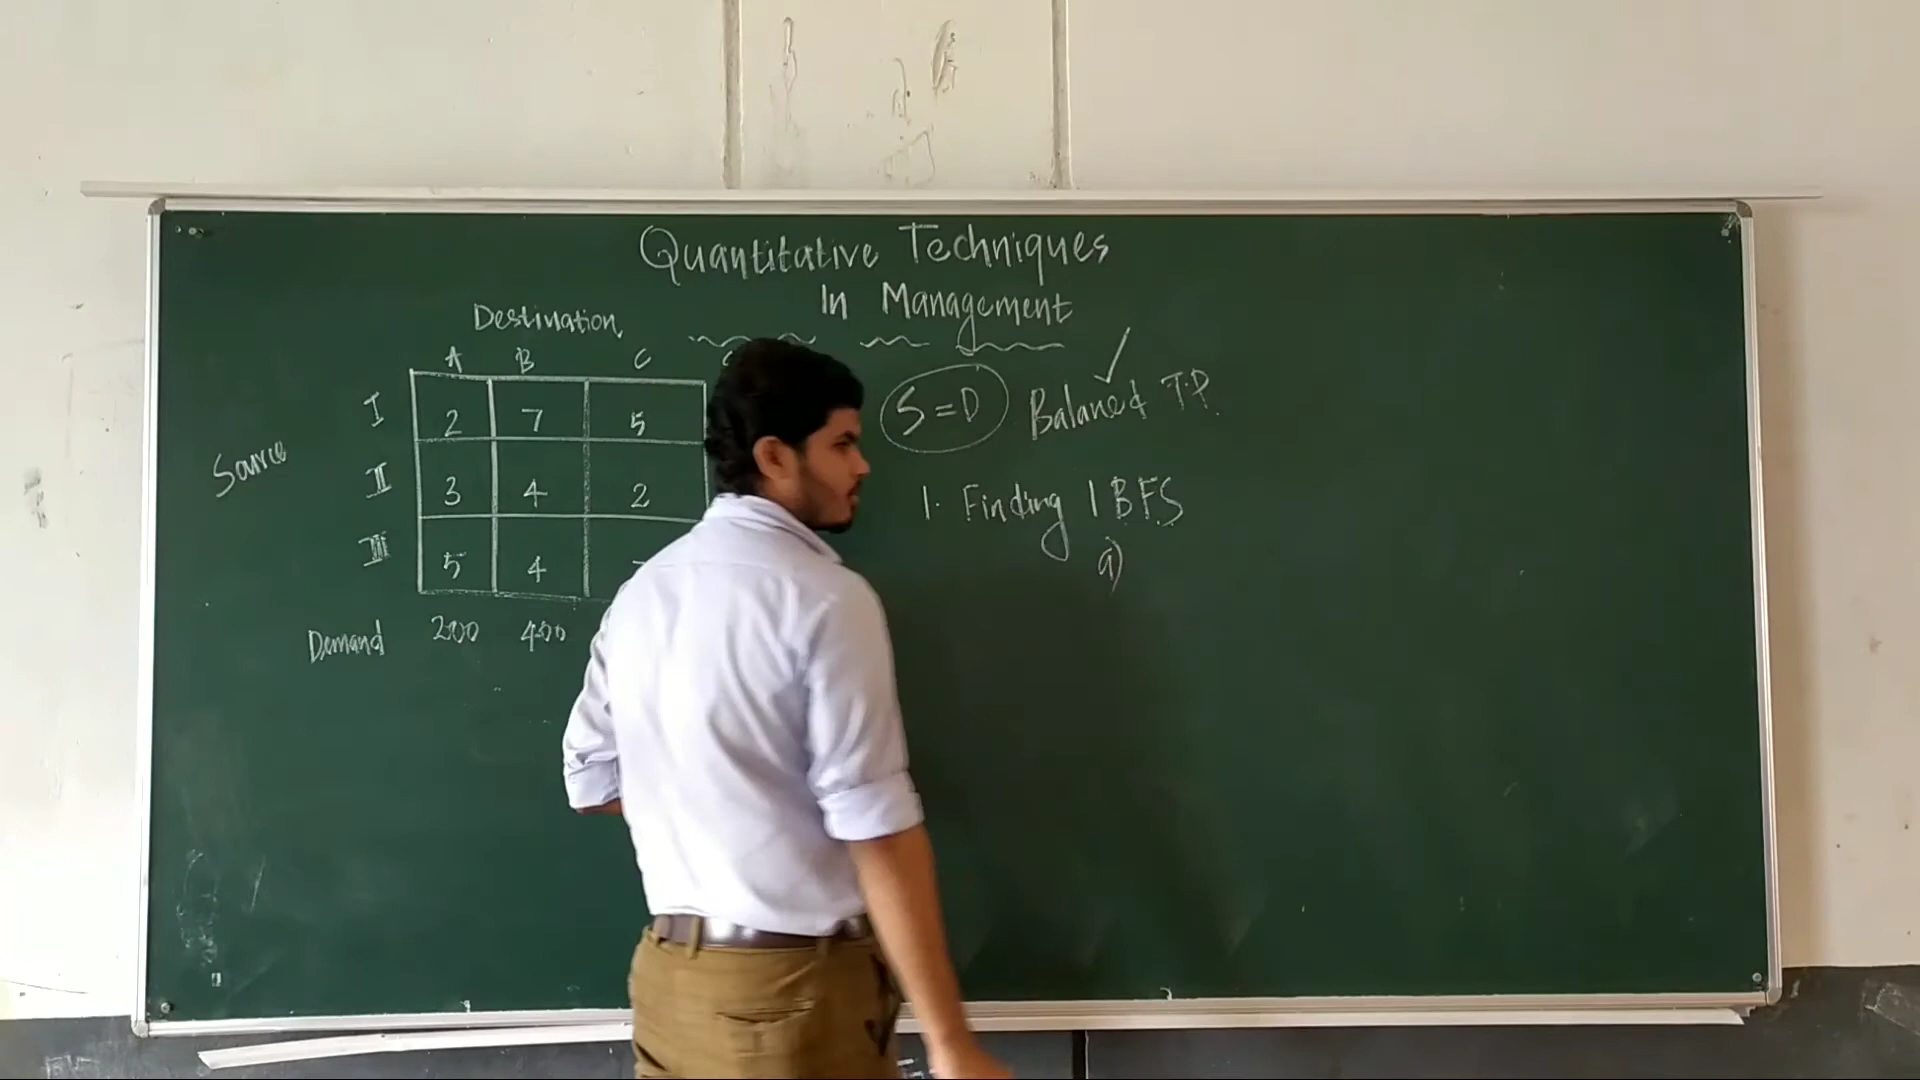 Quantitative Techniques
In Management
Destination
A B C
Source
I 2 7 5
II 3 4 2
III 5 4
Demand 200 400
S=D Balaned T.P.
1. Finding IBFS
a)